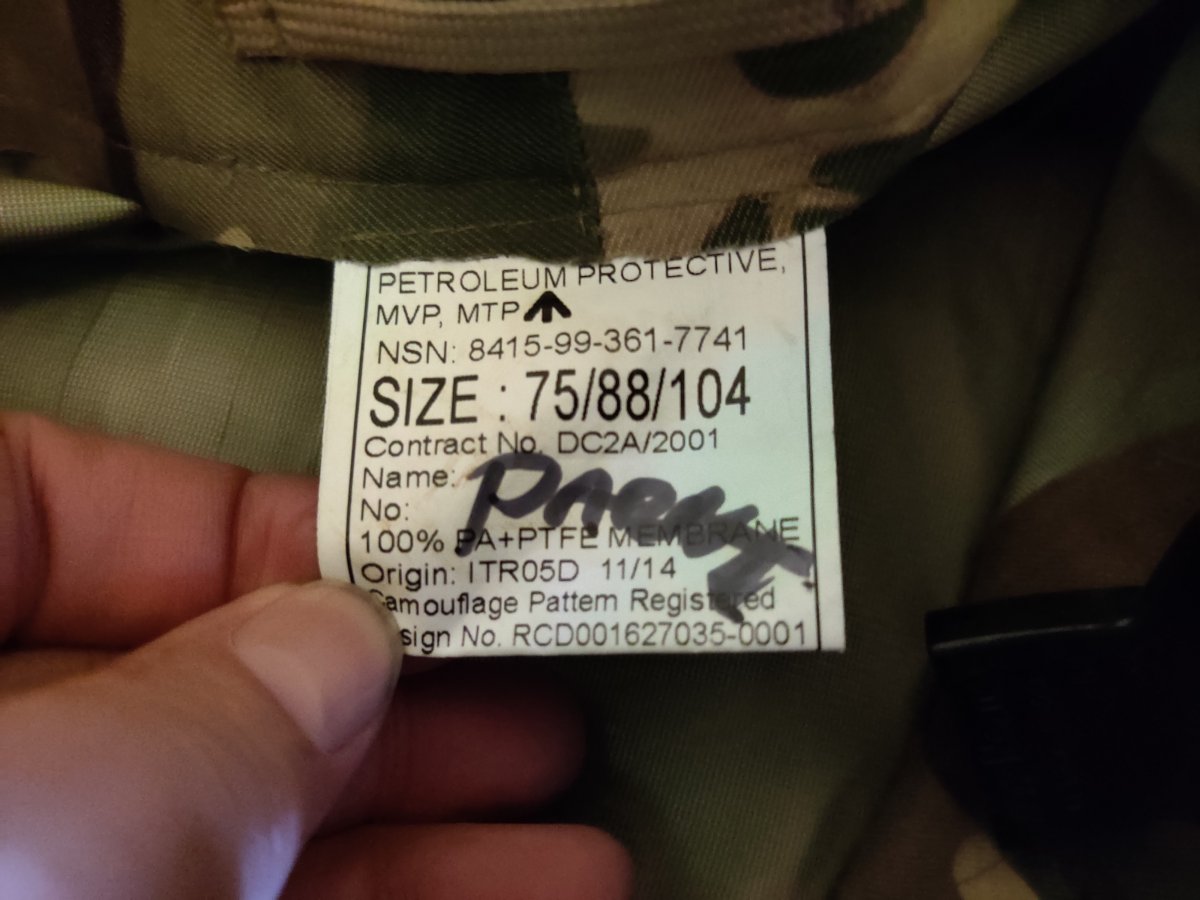 PETROLEUM PROTECTIVE,
MVP, MTP
NSN: 8415-99-361-7741
SIZE : 75/88/104
Contract No. DC2A/2001
Name:
No:
100% PA+PTFE MEMBRANE
Origin: ITR05D 11/14
Camouflage Pattern Registered
sign No. RCD001627035-0001